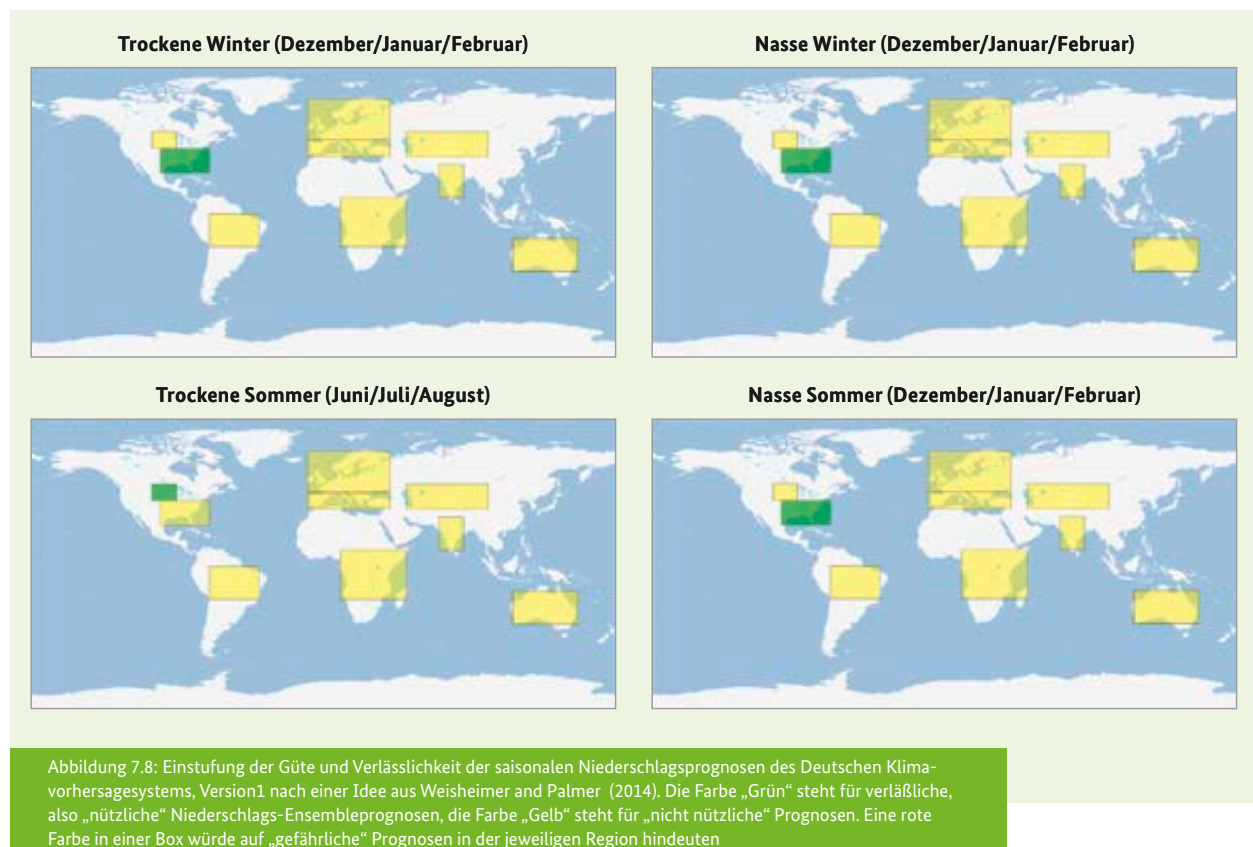 Trockene Winter (Dezember/Januar/Februar)
Nasse Winter (Dezember/Januar/Februar)
Trockene Sommer (Juni/Juli/August)
Nasse Sommer (Dezember/Januar/Februar)
Abbildung 7.8: Einstufung der Güte und Verlässlichkeit der saisonalen Niederschlagsprognosen des Deutschen Klima-
vorhersagesystems, Version1 nach einer Idee aus Weisheimer and Palmer (2014). Die Farbe „Grün“ steht für verläßliche,
also „nützliche“ Niederschlags-Ensembleprognosen, die Farbe „Gelb“ steht für „nicht nützliche“ Prognosen. Eine rote
Farbe in einer Box würde auf „gefährliche“ Prognosen in der jeweiligen Region hindeuten